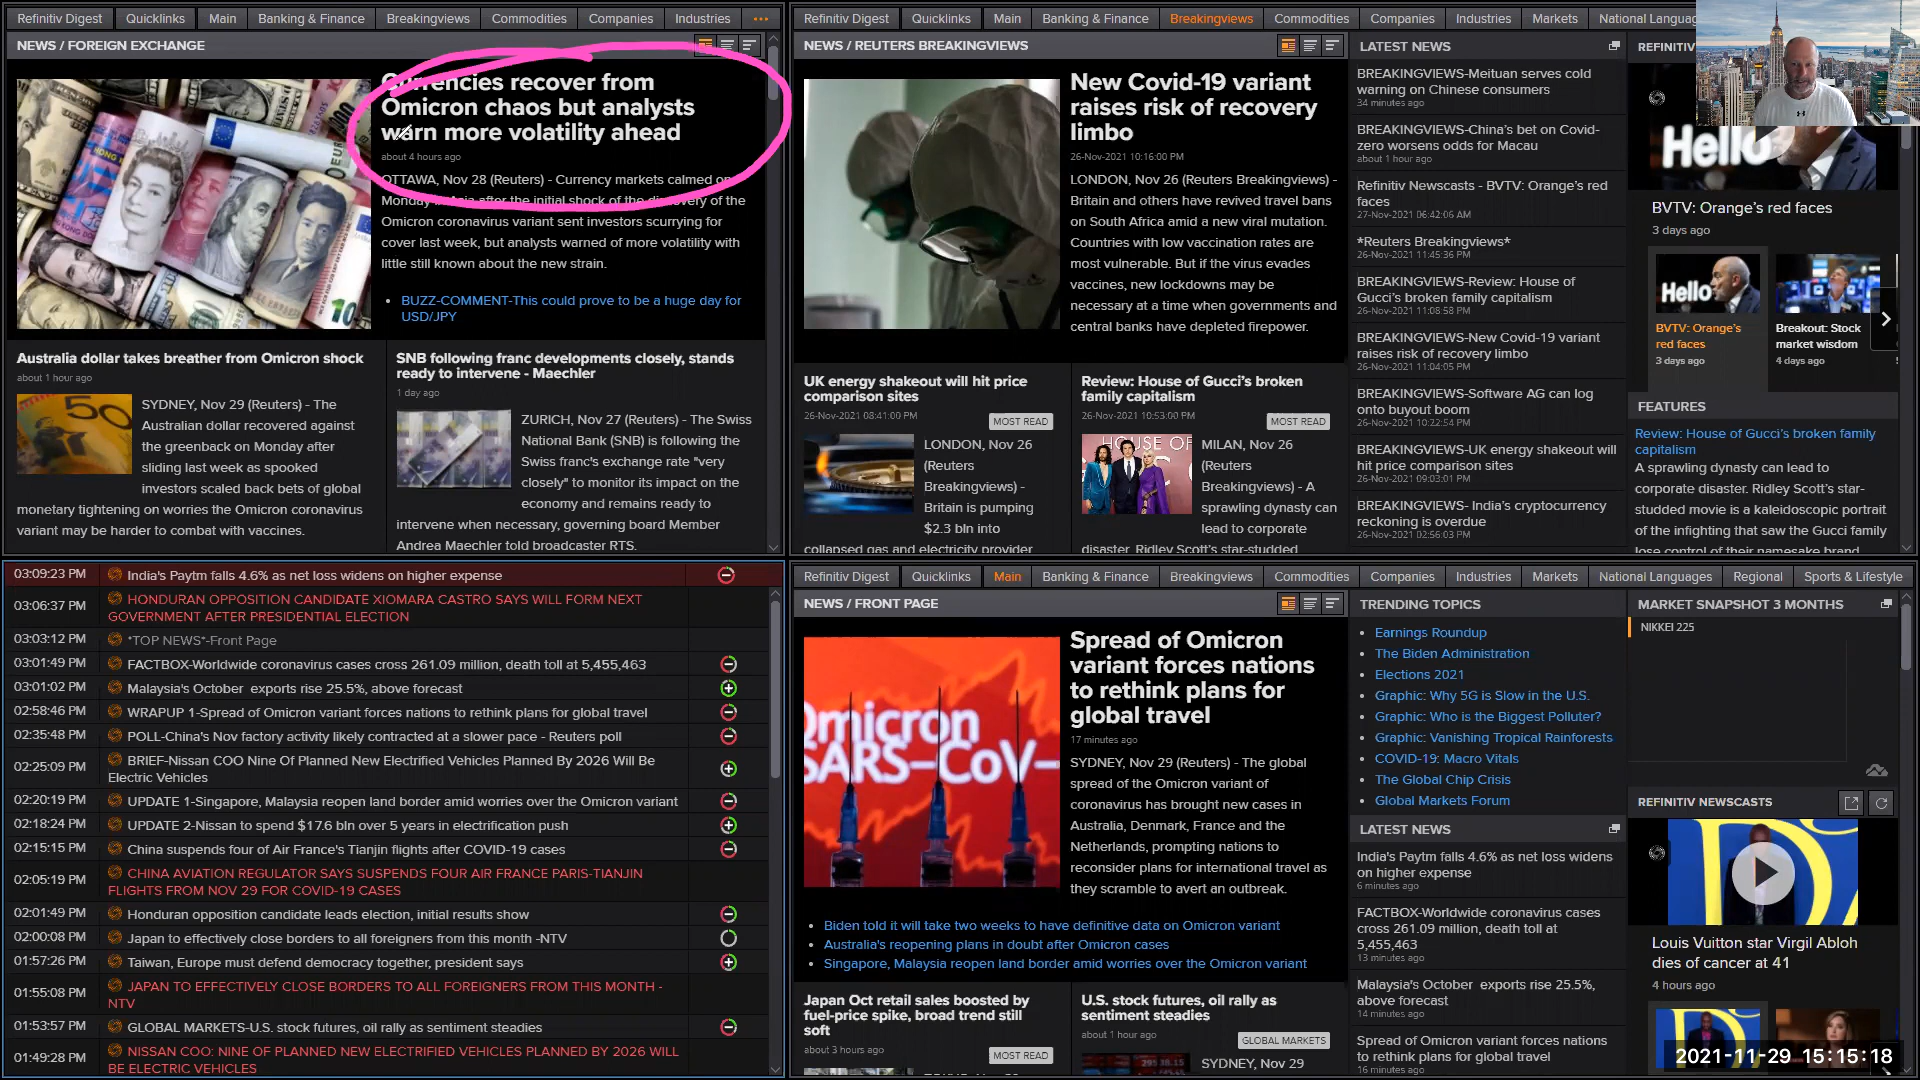 Refinitiv Digest
Quicklinks
Main
Banking & Finance
Breakingviews
Commodities
Companies
Industries
NEWS / FOREIGN EXCHANGE
Currencies recover from
Omicron chaos but analysts
warn more volatility ahead
about 4 hours ago
OTTAWA, Nov 28 (Reuters) - Currency markets calmed on
Monday in Asia after the initial shock of the discovery of the
Omicron coronavirus variant sent investors scurrying for
cover last week, but analysts warned of more volatility with
little still known about the new strain.
BUZZ-COMMENT-This could prove to be a huge day for
USD/JPY
Australia dollar takes breather from Omicron shock
about 1 hour ago
50
SYDNEY, Nov 29 (Reuters) - The
Australian dollar recovered against
the greenback on Monday after
sliding last week as spooked
investors scaled back bets of global
monetary tightening on worries the Omicron coronavirus
variant may be harder to combat with vaccines.
SNB following franc developments closely, stands
ready to intervene - Maechler
1 day ago
ZURICH, Nov 27 (Reuters) - The Swiss
National Bank (SNB) is following the
Swiss franc's exchange rate "very
closely" to monitor its impact on the
economy and remains ready to
intervene when necessary, governing board Member
Andrea Maechler told broadcaster RTS.
Refinitiv Digest
Quicklinks
Main
Banking & Finance
Breakingviews
Commodities
Companies
Industries
Markets
National Languag
NEWS / REUTERS BREAKINGVIEWS
New Covid-19 variant
raises risk of recovery
limbo
26-Nov-2021 10:16:00 PM
LONDON, Nov 26 (Reuters Breakingviews) -
Britain and others have revived travel bans
on South Africa amid a new viral mutation.
Countries with low vaccination rates are
most vulnerable. But if the virus evades
vaccines, new lockdowns may be
necessary at a time when governments and
central banks have depleted firepower.
UK energy shakeout will hit price
comparison sites
26-Nov-2021 08:41:00 PM
MOST READ
LONDON, Nov 26
(Reuters
Breakingviews) -
Britain is pumping
$2.3 bln into
collapsed gas and electricity provider
Review: House of Gucci's broken
family capitalism
26-Nov-2021 10:53:00 PM
MOST READ
HOUSE OF
MILAN, Nov 26
(Reuters
Breakingviews) - A
sprawling dynasty can
lead to corporate
disaster. Ridley Scott's star-studded
LATEST NEWS
BREAKINGVIEWS-Meituan serves cold
warning on Chinese consumers
34 minutes ago
BREAKINGVIEWS-China's bet on Covid-
zero worsens odds for Macau
about 1 hour ago
Refinitiv Newscasts - BVTV: Orange's red
faces
27-Nov-2021 06:42:06 AM
*Reuters Breakingviews*
26-Nov-2021 11:45:36 PM
BREAKINGVIEWS-Review: House of
Gucci's broken family capitalism
26-Nov-2021 11:08:58 PM
BREAKINGVIEWS-New Covid-19 variant
raises risk of recovery limbo
26-Nov-2021 11:04:05 PM
BREAKINGVIEWS-Software AG can log
onto buyout boom
26-Nov-2021 10:22:54 PM
BREAKINGVIEWS-UK energy shakeout will
hit price comparison sites
26-Nov-2021 09:03:01 PM
BREAKINGVIEWS- India's cryptocurrency
reckoning is overdue
26-Nov-2021 02:56:03 PM
REFINITIV
Hello
BVTV: Orange's red faces
3 days ago
Hello
BVTV: Orange's
red faces
3 days ago
Breakout: Stock
market wisdom
4 days ago
FEATURES
Review: House of Gucci's broken family
capitalism
A sprawling dynasty can lead to
corporate disaster. Ridley Scott's star-
studded movie is a kaleidoscopic portrait
of the infighting that saw the Gucci family
lose control of their namesake brand
03:09:23 PM India's Paytm falls 4.6% as net loss widens on higher expense
03:06:37 PM HONDURAN OPPOSITION CANDIDATE XIOMARA CASTRO SAYS WILL FORM NEXT
GOVERNMENT AFTER PRESIDENTIAL ELECTION
03:03:12 PM *TOP NEWS*-Front Page
03:01:49 PM FACTBOX-Worldwide coronavirus cases cross 261.09 million, death toll at 5,455,463
03:01:02 PM Malaysia's October exports rise 25.5%, above forecast
02:58:46 PM WRAPUP 1-Spread of Omicron variant forces nations to rethink plans for global travel
02:35:48 PM POLL-China's Nov factory activity likely contracted at a slower pace - Reuters poll
02:25:09 PM BRIEF-Nissan COO Nine Of Planned New Electrified Vehicles Planned By 2026 Will Be
Electric Vehicles
02:20:19 PM UPDATE 1-Singapore, Malaysia reopen land border amid worries over the Omicron variant
02:18:24 PM UPDATE 2-Nissan to spend $17.6 bln over 5 years in electrification push
02:15:15 PM China suspends four of Air France's Tianjin flights after COVID-19 cases
02:05:19 PM CHINA AVIATION REGULATOR SAYS SUSPENDS FOUR AIR FRANCE PARIS-TIANJIN
FLIGHTS FROM NOV 29 FOR COVID-19 CASES
02:01:49 PM Honduran opposition candidate leads election, initial results show
02:00:08 PM Japan to effectively close borders to all foreigners from this month -NTV
01:57:26 PM Taiwan, Europe must defend democracy together, president says
01:55:08 PM JAPAN TO EFFECTIVELY CLOSE BORDERS TO ALL FOREIGNERS FROM THIS MONTH -
NTV
01:53:57 PM GLOBAL MARKETS-U.S. stock futures, oil rally as sentiment steadies
01:49:28 PM NISSAN COO: NINE OF PLANNED NEW ELECTRIFIED VEHICLES PLANNED BY 2026 WILL
BE ELECTRIC VEHICLES
Refinitiv Digest
Quicklinks
Main
Banking & Finance
Breakingviews
Commodities
Companies
Industries
Markets
National Languages
Regional
Sports & Lifestyle
NEWS / FRONT PAGE
Omicron
SARS-CoV-
Spread of Omicron
variant forces nations
to rethink plans for
global travel
17 minutes ago
SYDNEY, Nov 29 (Reuters) - The global
spread of the Omicron variant of
coronavirus has brought new cases in
Australia, Denmark, France and the
Netherlands, prompting nations to
reconsider plans for international travel as
they scramble to avert an outbreak.
Biden told it will take two weeks to have definitive data on Omicron variant
Australia's reopening plans in doubt after Omicron cases
Singapore, Malaysia reopen land border amid worries over the Omicron variant
Japan Oct retail sales boosted by
fuel-price spike, broad trend still
soft
about 3 hours ago
MOST READ
U.S. stock futures, oil rally as
sentiment steadies
about 1 hour ago
GLOBAL MARKETS
SYDNEY, Nov 29
TRENDING TOPICS
Earnings Roundup
The Biden Administration
Elections 2021
Graphic: Why 5G is Slow in the U.S.
Graphic: Who is the Biggest Polluter?
Graphic: Vanishing Tropical Rainforests
COVID-19: Macro Vitals
The Global Chip Crisis
Global Markets Forum
LATEST NEWS
India's Paytm falls 4.6% as net loss widens
on higher expense
6 minutes ago
FACTBOX-Worldwide coronavirus cases
cross 261.09 million, death toll at
5,455,463
13 minutes ago
Malaysia's October exports rise 25.5%,
above forecast
14 minutes ago
Spread of Omicron variant forces nations
to rethink plans for global travel
16 minutes ago
MARKET SNAPSHOT 3 MONTHS
NIKKEI 225
REFINITIV NEWSCASTS
Louis Vuitton star Virgil Abloh
dies of cancer at 41
4 hours ago
2021-11-29 15:15:18